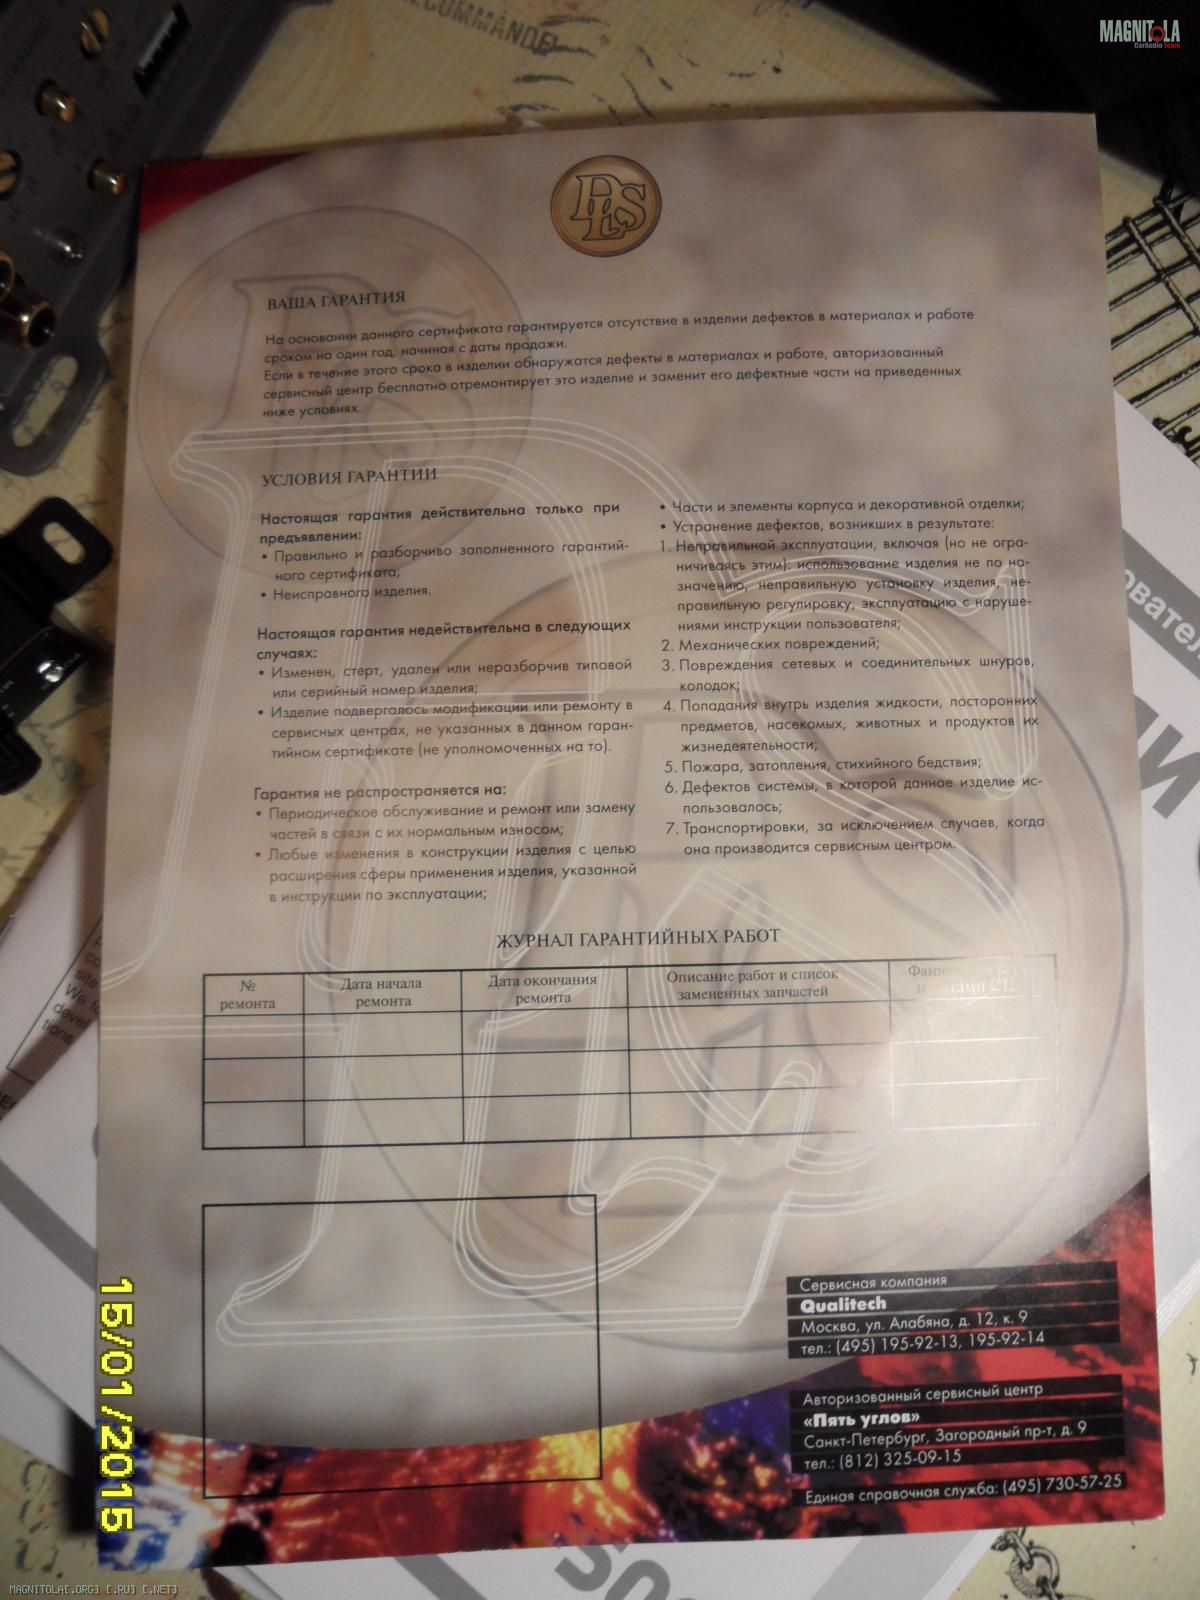 MAGNITOLA
CarAudio Team
RECOMMANDE
DLS
ВАША ГАРАНТИЯ
На основании данного сертификата гарантируется отсутствие в изделии дефектов в материалах и работе
сроком на один год, начиная с даты продажи.
Если в течение этого срока в изделии обнаружатся дефекты в материалах и работе, авторизованный
сервисный центр бесплатно отремонтирует это изделие и заменит его дефектные части на приведенных
ниже условиях.
УСЛОВИЯ ГАРАНТИИ
Настоящая гарантия действительна только при
предъявлении:
• Правильно и разборчиво заполненного гарантий-
ного сертификата;
• Неисправного изделия.
Настоящая гарантия недействительна в следующих
случаях:
• Изменен, стерт, удален или неразборчив типовой
или серийный номер изделия;
• Изделие подвергалось модификации или ремонту в
сервисных центрах, не указанных в данном гаран-
тийном сертификате (не уполномоченных на то).
Гарантия не распространяется на:
• Периодическое обслуживание и ремонт или замену
частей в связи с их нормальным износом;
• Любые изменения в конструкции изделия с целью
расширения сферы применения изделия, указанной
в инструкции по эксплуатации;
• Части и элементы корпуса и декоративной отделки;
• Устранение дефектов, возникших в результате:
1. Неправильной эксплуатации, включая (но не огра-
ничиваясь этим): использование изделия не по на-
значению, неправильную установку изделия, не-
правильную регулировку, эксплуатацию с наруше-
ниями инструкции пользователя;
2. Механических повреждений;
3. Повреждения сетевых и соединительных шнуров,
колодок;
4. Попадания внутрь изделия жидкости, посторонних
предметов, насекомых, животных и продуктов их
жизнедеятельности;
5. Пожара, затопления, стихийного бедствия;
6. Дефектов системы, в которой данное изделие ис-
пользовалось;
7. Транспортировки, за исключением случаев, когда
она производится сервисным центром.
ЖУРНАЛ ГАРАНТИЙНЫХ РАБОТ
№
ремонта
Дата начала
ремонта
Дата окончания
ремонта
Описание работ и список
замененных запчастей
Сервисная компания
Qualitech
Москва, ул. Алабяна, д. 12, к. 9
тел.: (495) 195-92-13, 195-92-14
Авторизованный сервисный центр
«Пять углов»
Санкт-Петербург, Загородный пр-т, д. 9
тел.: (812) 325-09-15
Единая справочная служба: (495) 730-57-25
15/01/2015
MAGNITOLA[.ORG] [.RU] [.NET]